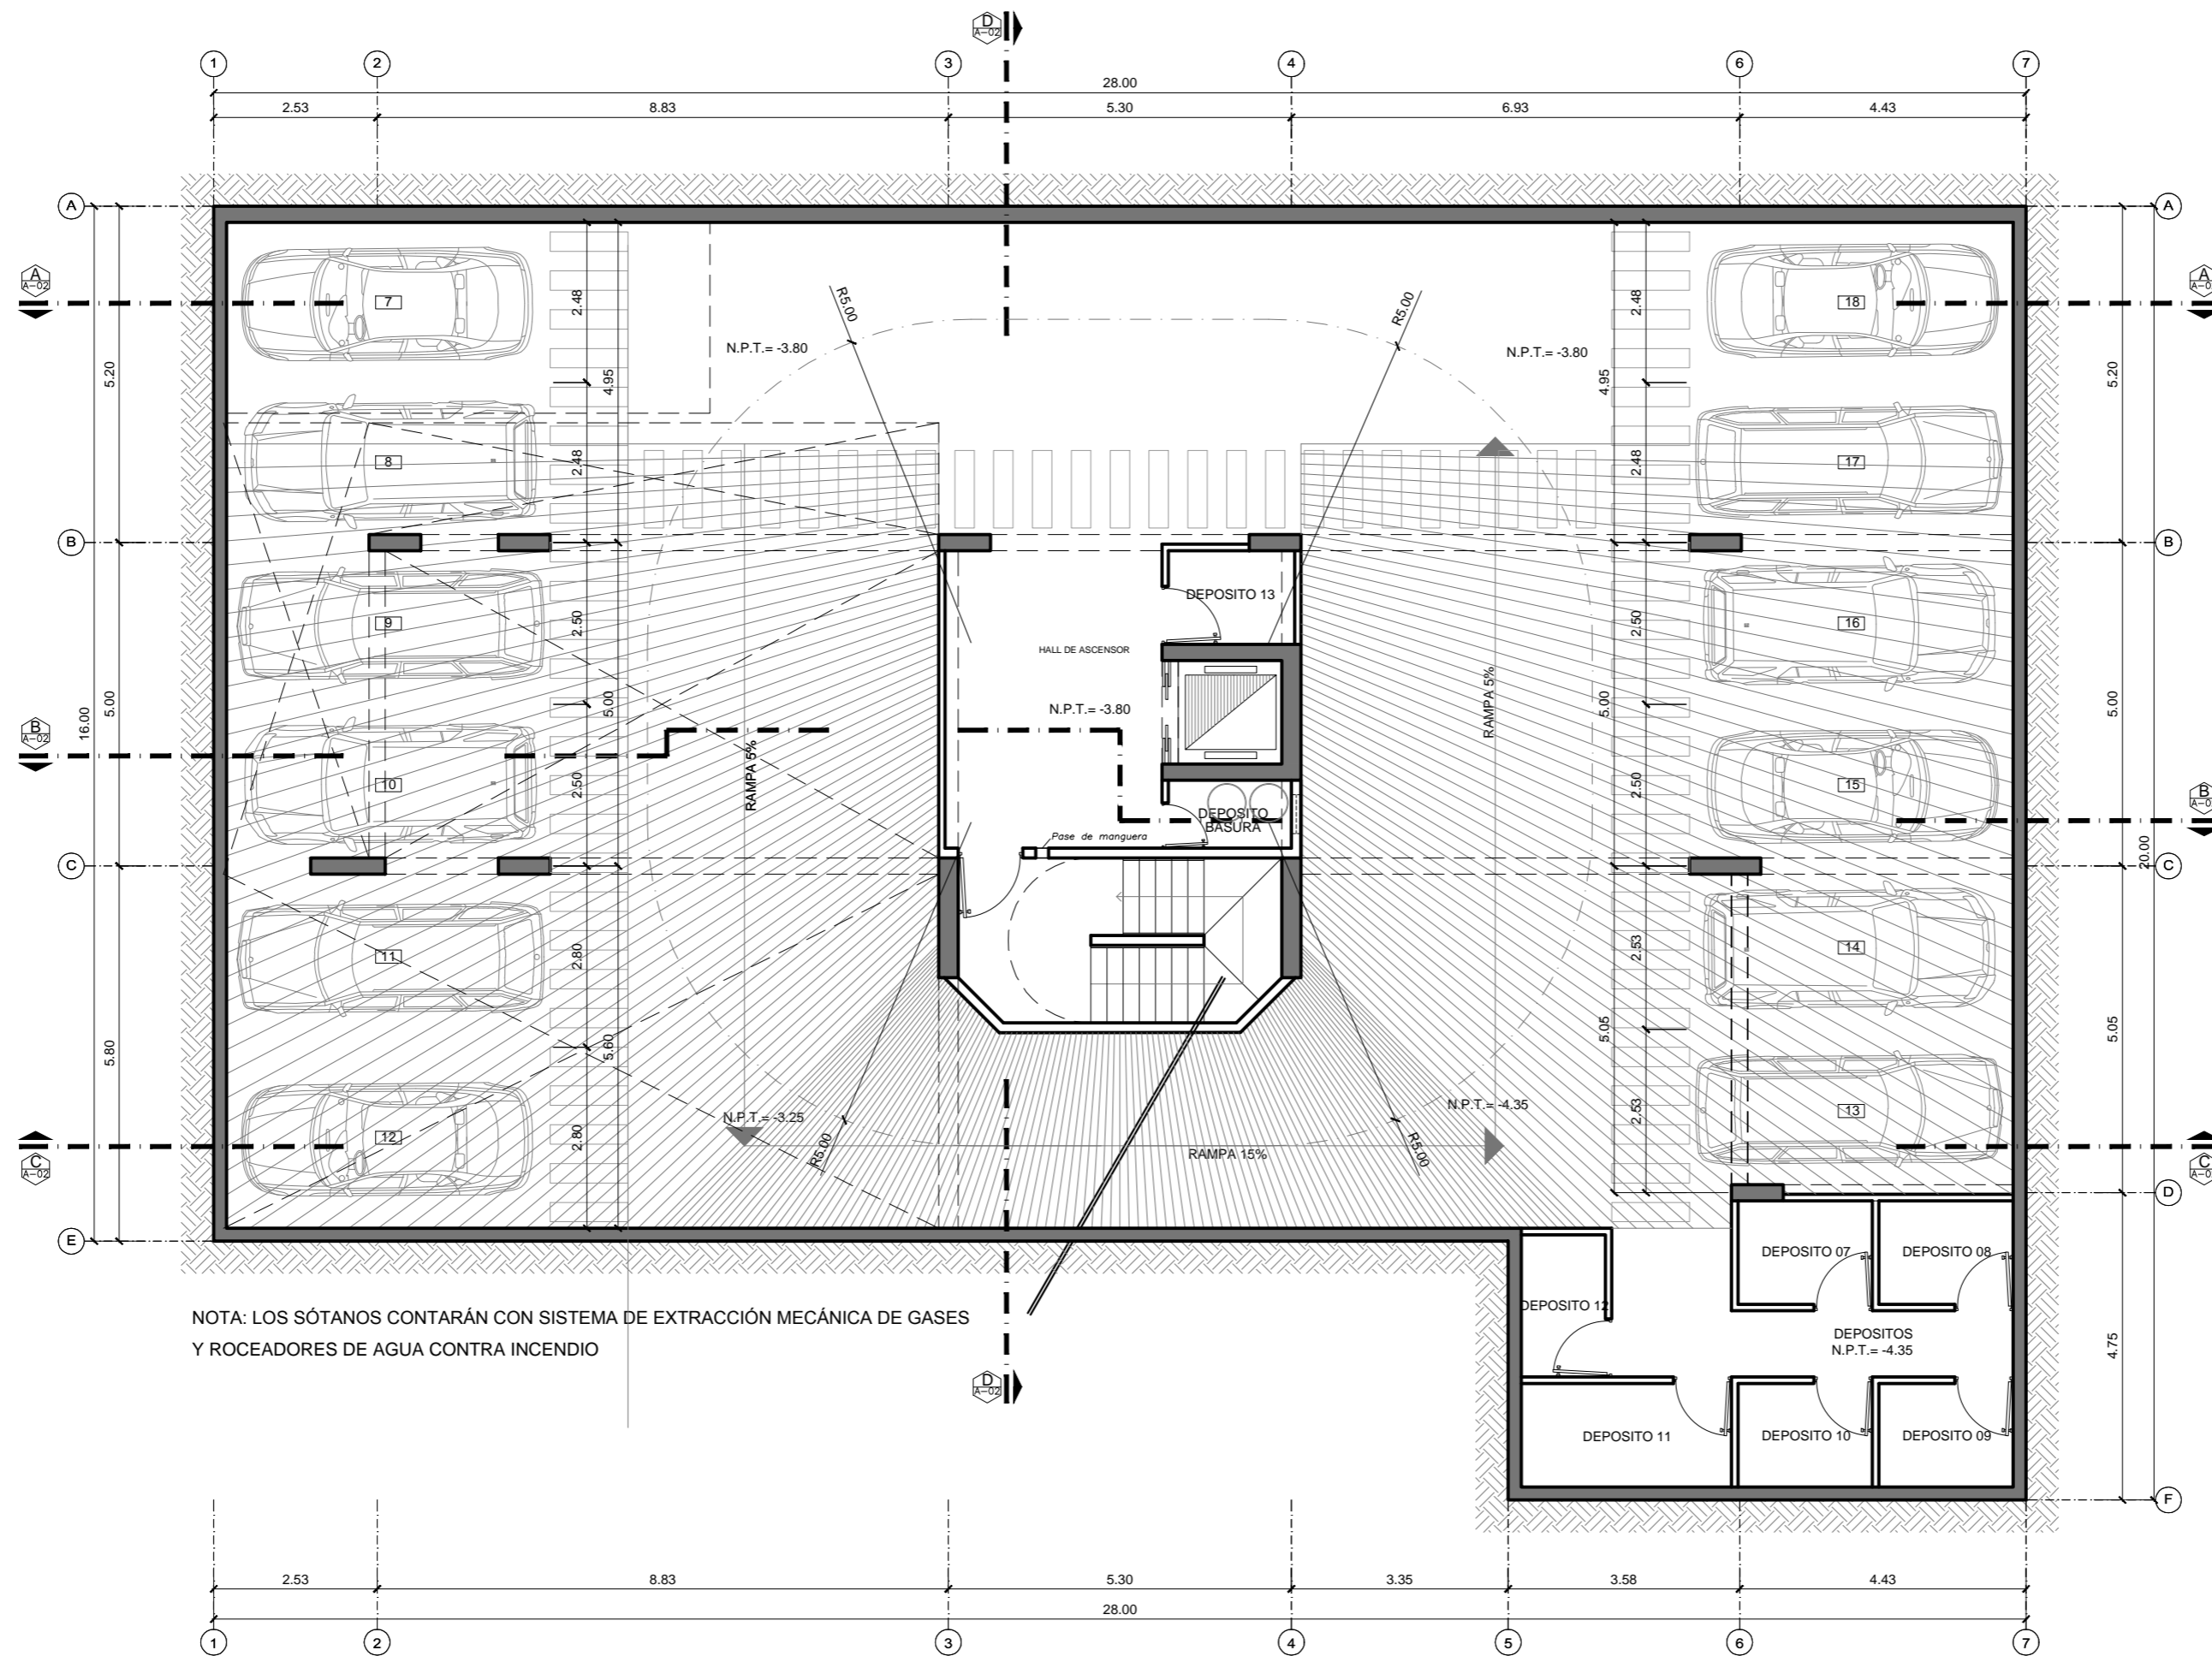 D
A-02
1
2
3
4
6
7
28.00
2.53
8.83
5.30
6.93
4.43
A
A
A
A-02
A
A-0
7
18
2.48
2.48
R5.00
R5.00
N.P.T.= -3.80
N.P.T.= -3.80
5.20
4.95
4.95
5.20
8
17
2.48
2.48
B
B
DEPOSITO 13
9
16
2.50
2.50
HALL DE ASCENSOR
N.P.T.= -3.80
RAMPA 5%
RAMPA 5%
16.00
5.00
5.00
5.00
5.00
B
A-02
B
A-0
10
15
2.50
2.50
DEPOSITO
BASURA
Pase de manguera
C
C
20.00
11
14
2.80
2.53
5.80
5.60
5.05
5.05
12
13
2.80
2.53
N.P.T.= -3.25
N.P.T.= -4.35
R5.00
R5.00
RAMPA 15%
C
A-02
C
A-0
D
E
DEPOSITO 07
DEPOSITO 08
DEPOSITO 12
NOTA: LOS SÓTANOS CONTARÁN CON SISTEMA DE EXTRACCIÓN MECÁNICA DE GASES
Y ROCEADORES DE AGUA CONTRA INCENDIO
DEPOSITOS
N.P.T.= -4.35
4.75
D
A-02
DEPOSITO 11
DEPOSITO 10
DEPOSITO 09
F
2.53
8.83
5.30
3.35
3.58
4.43
28.00
1
2
3
4
5
6
7